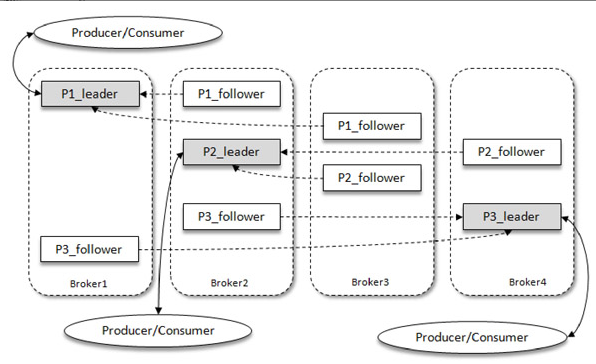 Producer/Consumer
P1_leader
P1_follower
P1_follower
P2_leader
P2_follower
P2_follower
P3_follower
P3_leader
P3_follower
Broker1
Broker2
Broker3
Broker4
Producer/Consumer
Producer/Consumer